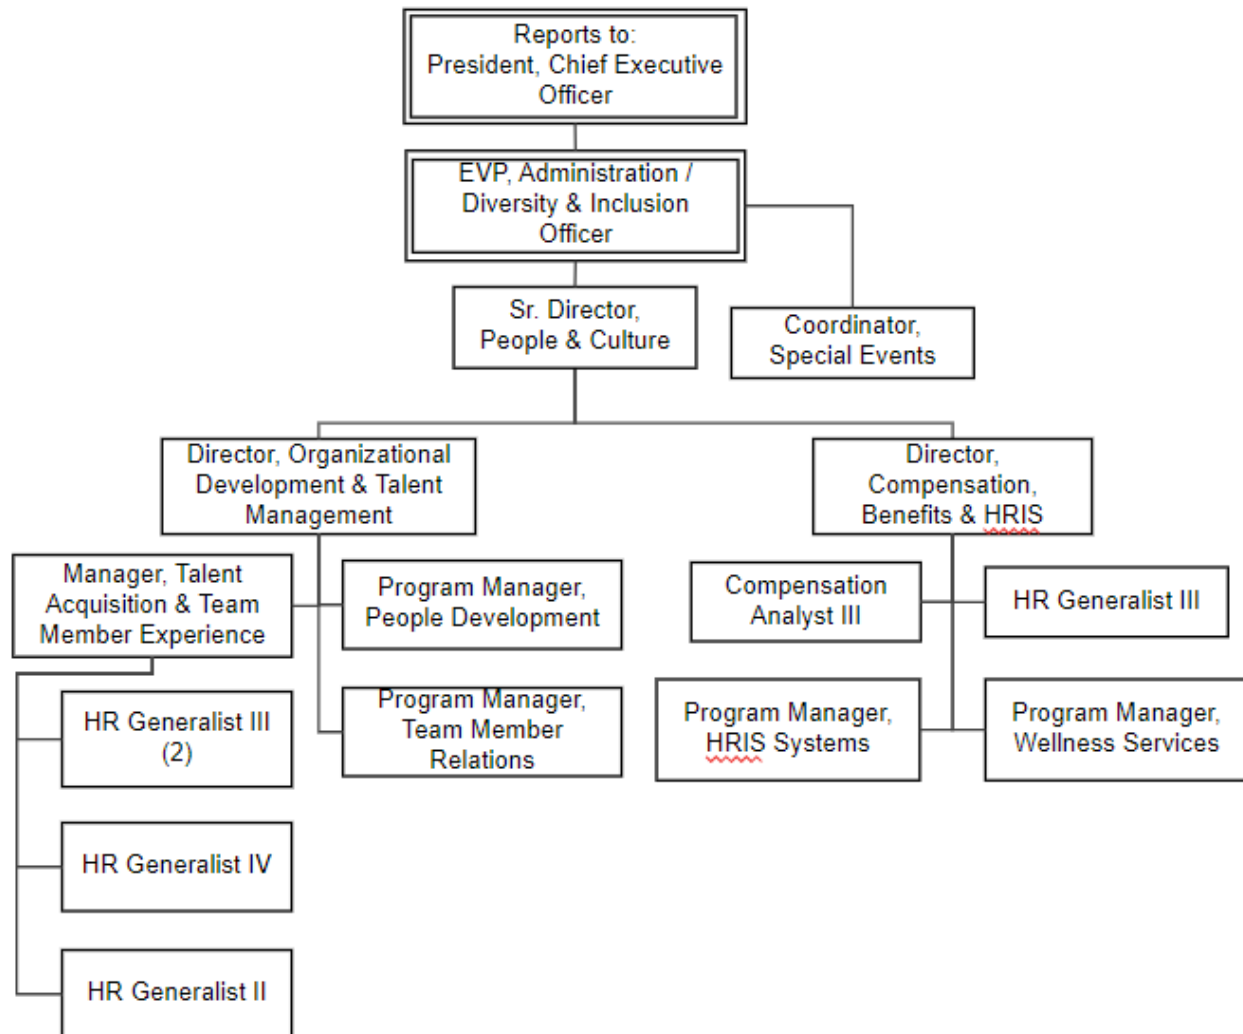 Reports to:
President, Chief Executive
Officer
EVP, Administration /
Diversity & Inclusion
Officer
Sr. Director,
People & Culture
Coordinator,
Special Events
Director, Organizational
Development & Talent
Management
Director,
Compensation,
Benefits & HRIS
Manager, Talent
Acquisition & Team
Member Experience
Program Manager,
People Development
Compensation
Analyst III
HR Generalist III
HR Generalist III
(2)
Program Manager,
Team Member
Relations
Program Manager,
HRIS Systems
Program Manager,
Wellness Services
HR Generalist IV
HR Generalist II